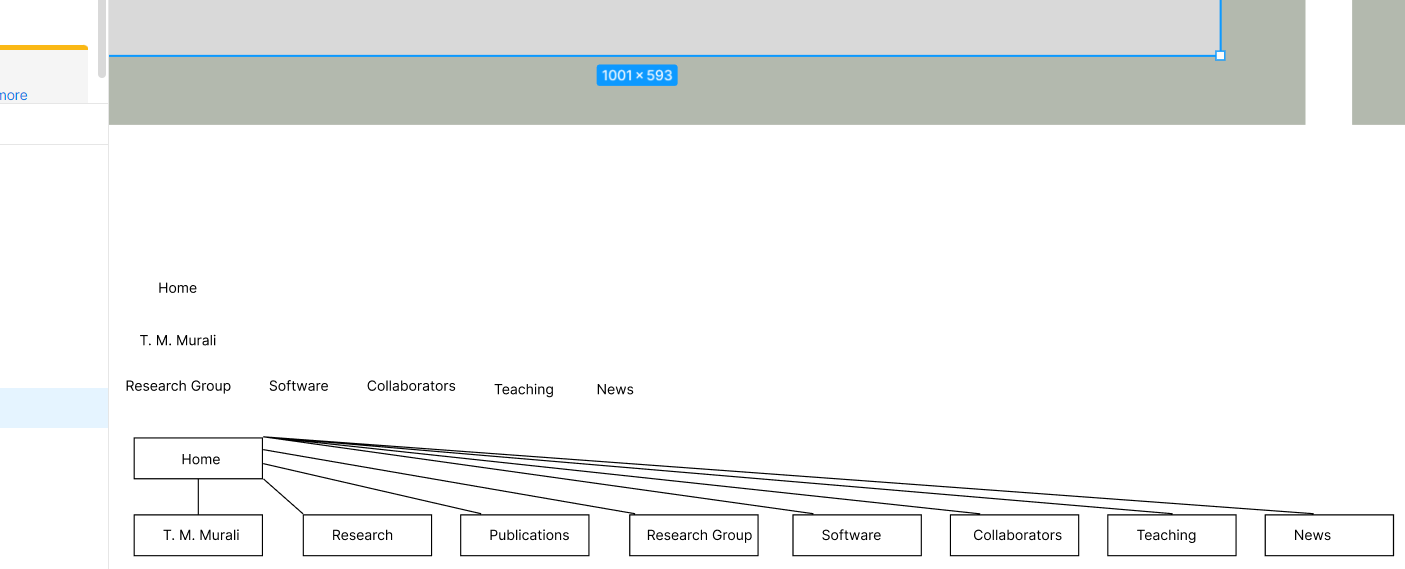 more
1001 × 593
Home
T. M. Murali
Research Group Software Collaborators Teaching News
Home
T. M. Murali Research Publications Research Group Software Collaborators Teaching News